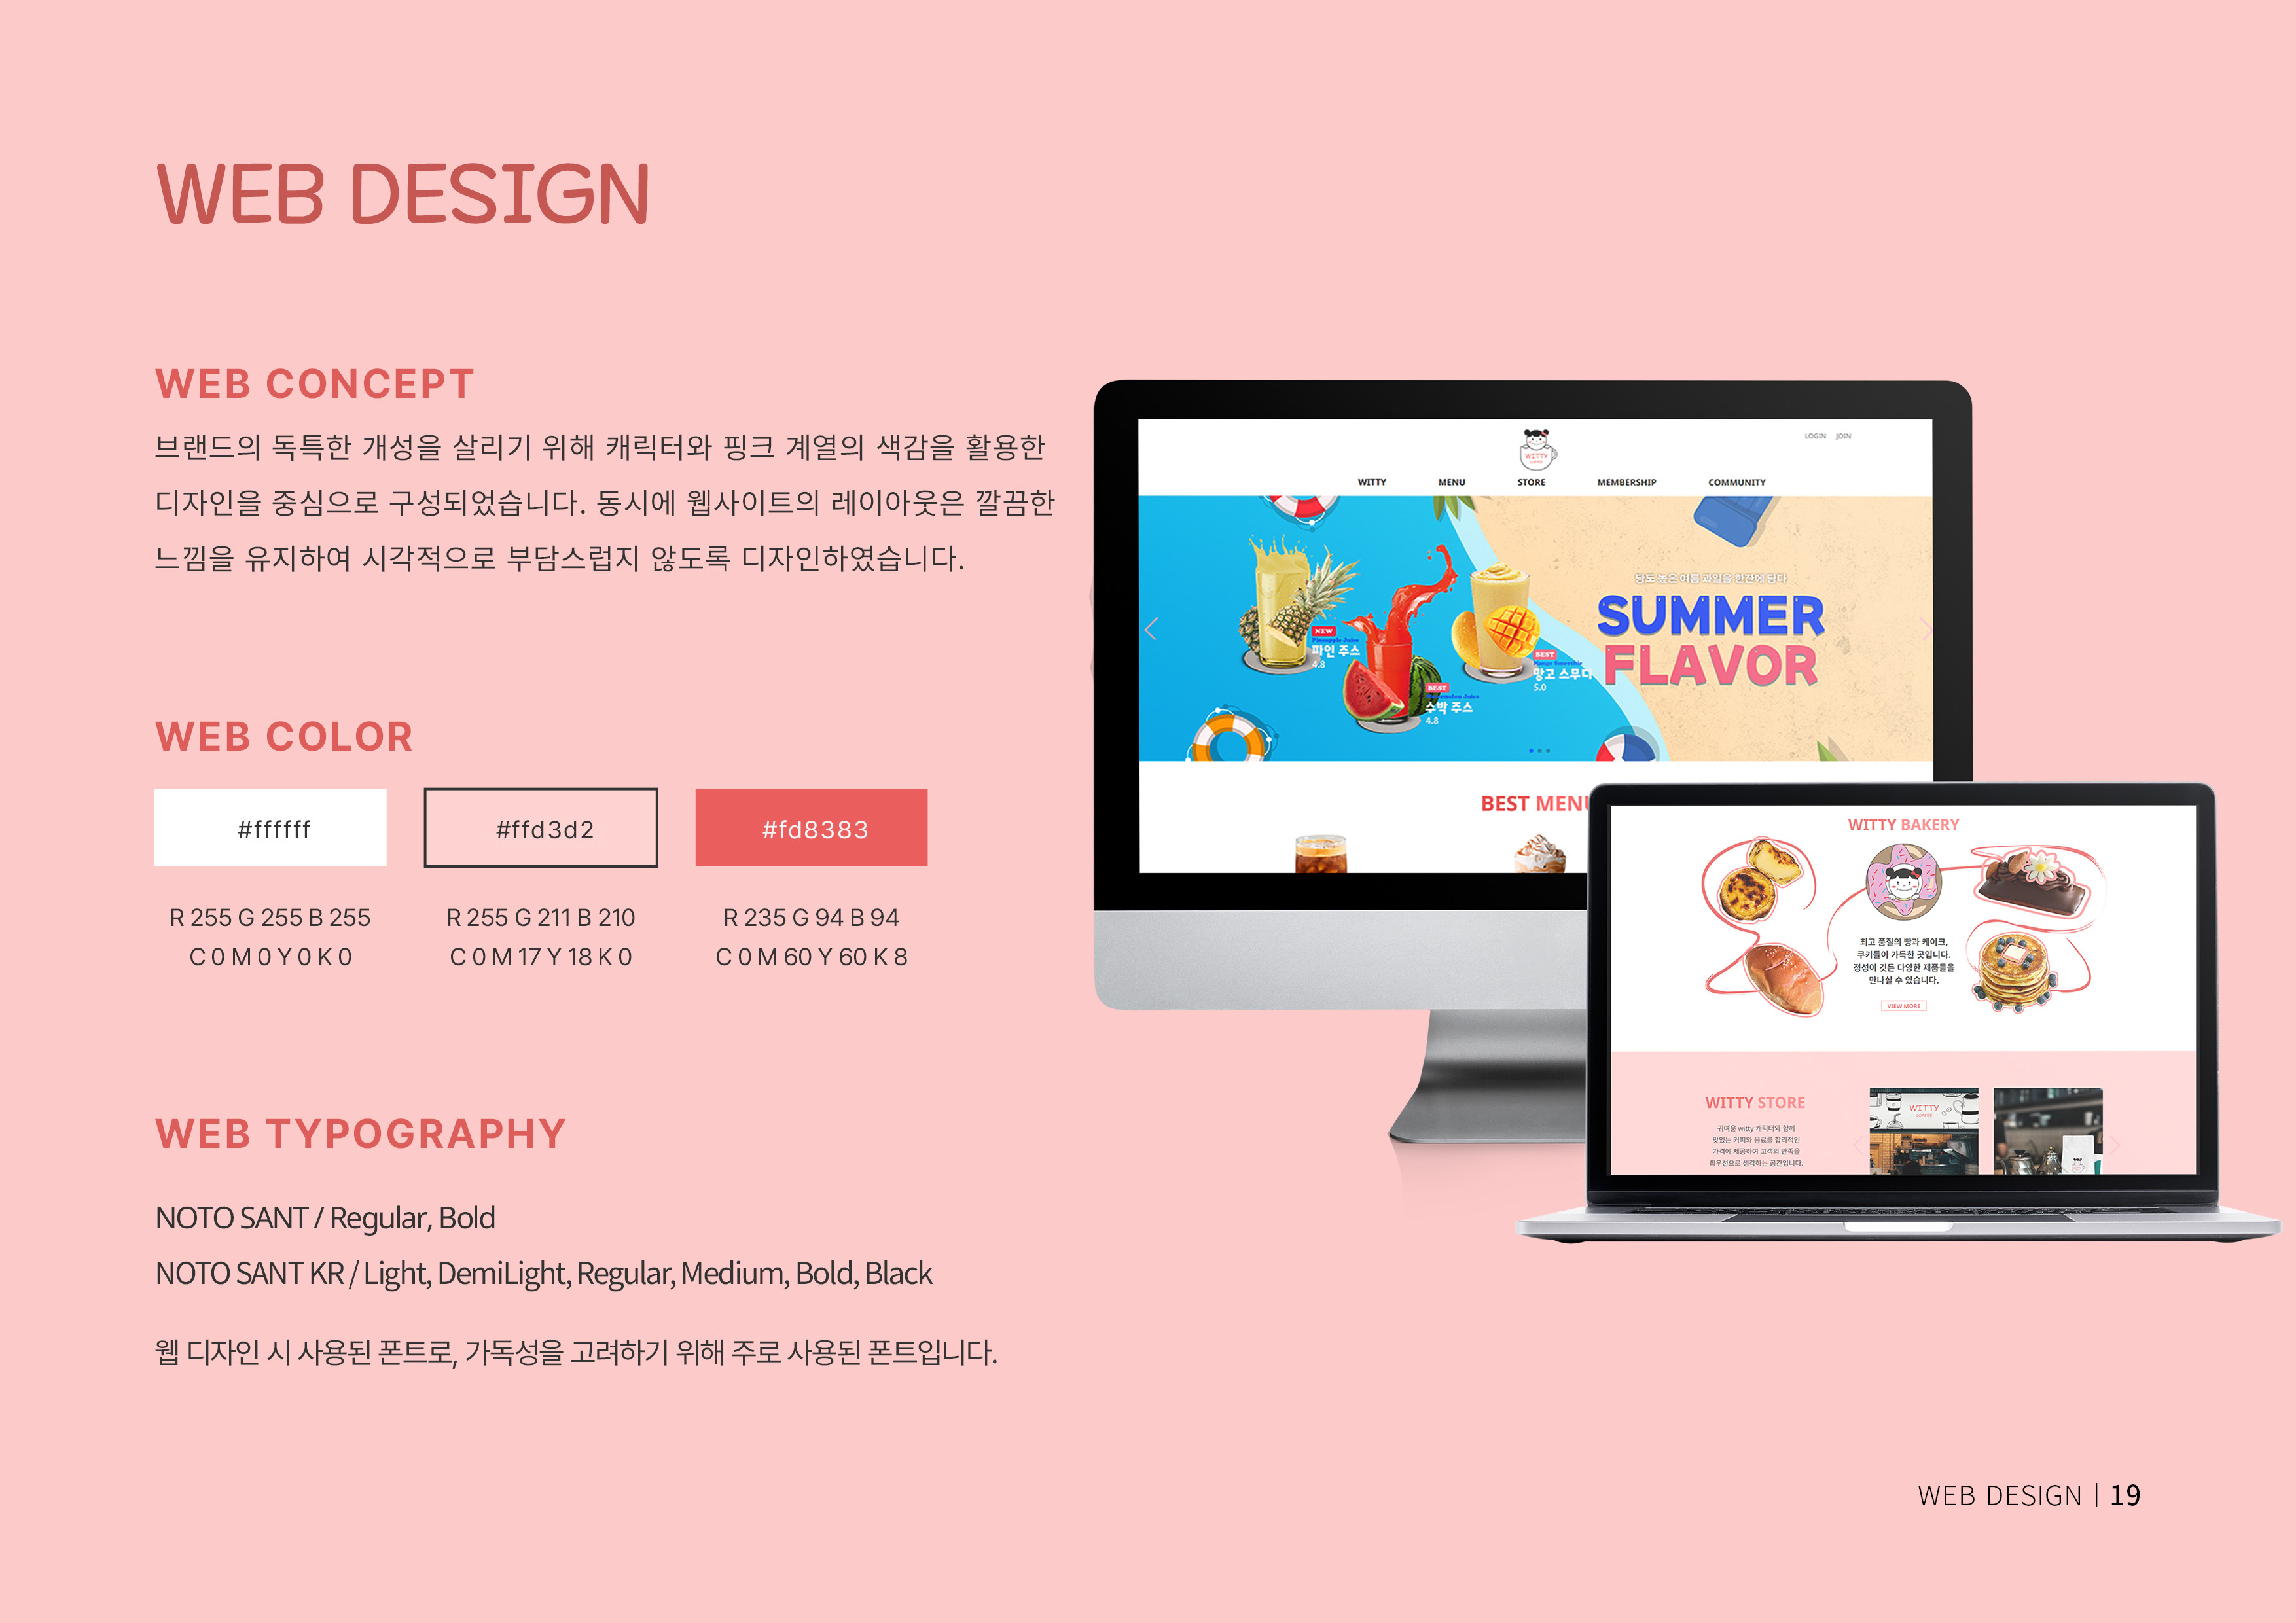 WEB DESIGN
WEB CONCEPT
브랜드의 독특한 개성을 살리기 위해 캐릭터와 핑크 계열의 색감을 활용한
디자인을 중심으로 구성되었습니다. 동시에 웹사이트의 레이아웃은 깔끔한
느낌을 유지하여 시각적으로 부담스럽지 않도록 디자인하였습니다.
WEB COLOR
#ffffff
#ffd3d2
#fd8383
R 255 G 255 B 255
C 0 M 0 Y 0 K 0
R 255 G 211 B 210
C 0 M 17 Y 18 K 0
R 235 G 94 B 94
C 0 M 60 Y 60 K 8
WEB TYPOGRAPHY
NOTO SANT / Regular, Bold
NOTO SANT KR / Light, DemiLight, Regular, Medium, Bold, Black
웹 디자인 시 사용된 폰트로, 가독성을 고려하기 위해 주로 사용된 폰트입니다.
WITTY
LOGIN JOIN
WITTY MENU STORE MEMBERSHIP COMMUNITY
당도 높은 여름 과일을 한잔에 담다
SUMMER
FLAVOR
NEW
Pineapple Juice
파인 주스
4.8
BEST
수박 주스
4.8
BEST
Mango Smoothie
망고 스무디
5.0
BEST MENU
WITTY BAKERY
최고 품질의 빵과 케이크,
쿠키들이 가득한 곳입니다.
정성이 깃든 다양한 제품들을
만나실 수 있습니다.
VIEW MORE
WITTY STORE
귀여운 witty 캐릭터와 함께
맛있는 커피와 음료를 합리적인
가격에 제공하여 고객의 만족을
최우선으로 생각하는 공간입니다.
WITTY
COFFEE
WEB DESIGN | 19